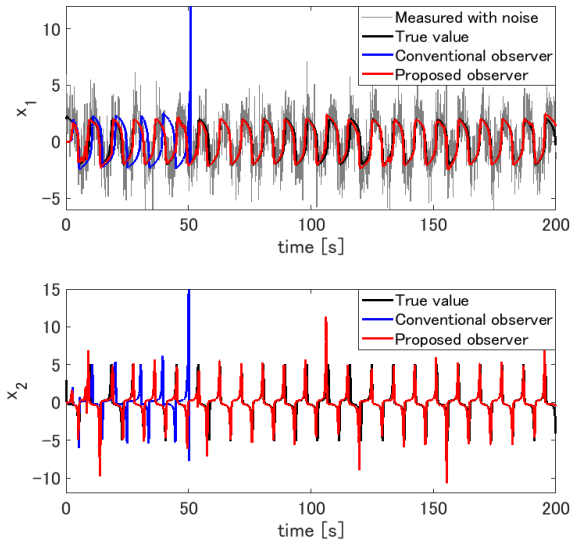 Measured with noise
True value
Conventional observer
Proposed observer
10
5
0
−5
x1
0
50
100
150
200
time [s]
True value
Conventional observer
Proposed observer
15
10
5
0
−5
−10
x2
0
50
100
150
200
time [s]